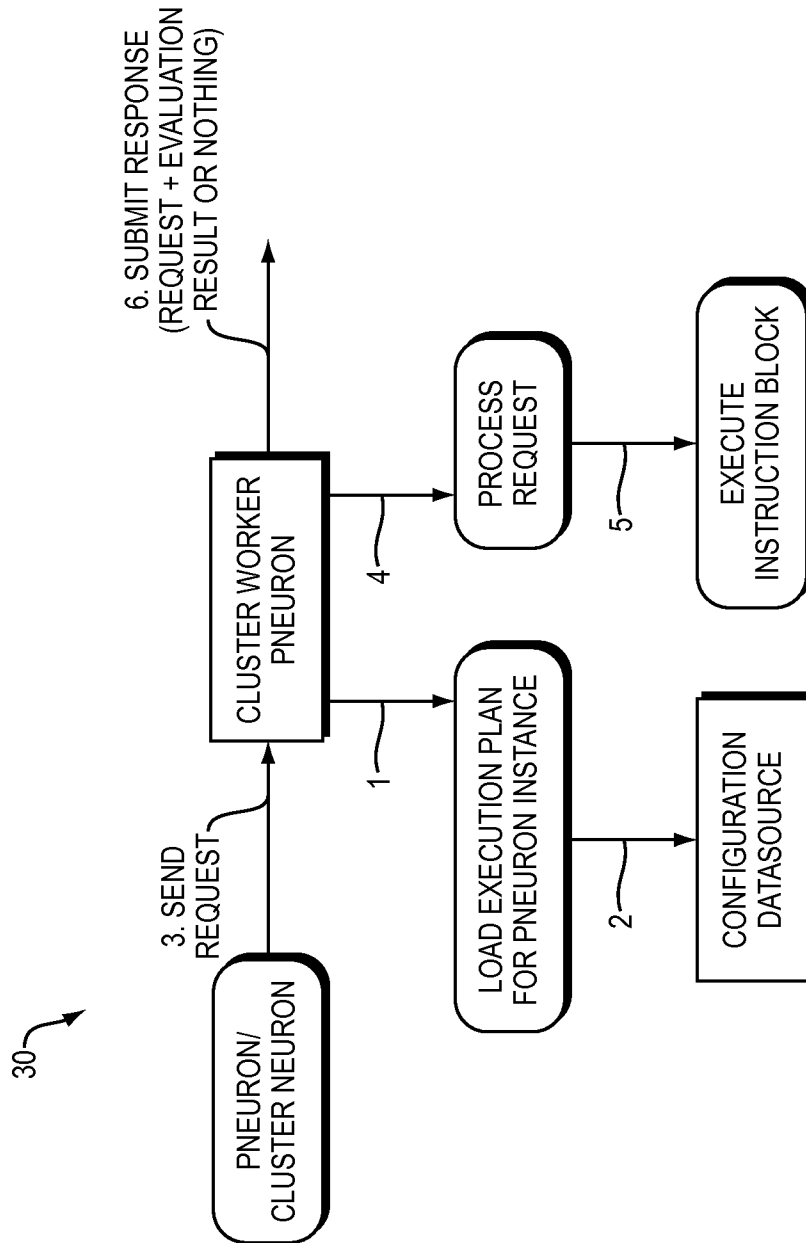 30
3. SEND
REQUEST
6. SUBMIT RESPONSE
(REQUEST + EVALUATION
RESULT OR NOTHING)
PNEURON/
CLUSTER NEURON
CLUSTER WORKER
PNEURON
1
4
LOAD EXECUTION PLAN
FOR PNEURON INSTANCE
PROCESS
REQUEST
2
5
CONFIGURATION
DATASOURCE
EXECUTE
INSTRUCTION BLOCK